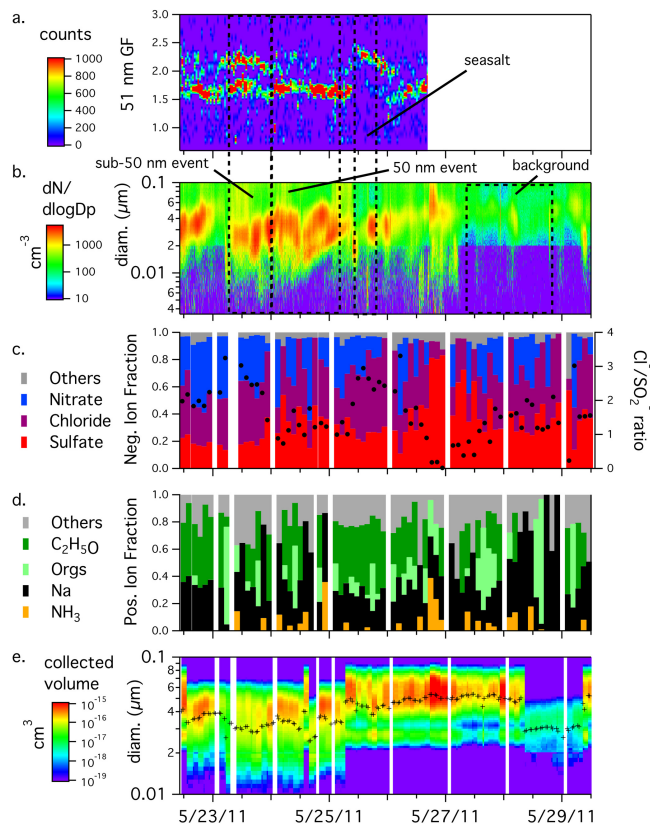 a.
counts
1000
800
600
400
200
0
51 nm GF
3.0
2.5
2.0
1.5
1.0
seasalt
sub-50 nm event
50 nm event
background
b.
dN/
dlogDp
cm⁻³
1000
100
10
diam. (µm)
0.1
4
2
0.01
4
c.
Others
Nitrate
Chloride
Sulfate
Neg. Ion Fraction
1.0
0.8
0.6
0.4
0.2
0.0
4
3
2
1
0
Cl⁻/SO₂⁻ ratio
d.
Others
C₂H₅O
Orgs
Na
NH₃
Pos. Ion Fraction
1.0
0.8
0.6
0.4
0.2
0.0
e.
collected
volume
cm³
10⁻¹⁵
10⁻¹⁶
10⁻¹⁷
10⁻¹⁸
10⁻¹⁹
diam. (µm)
0.1
4
2
0.01
5/23/11
5/25/11
5/27/11
5/29/11